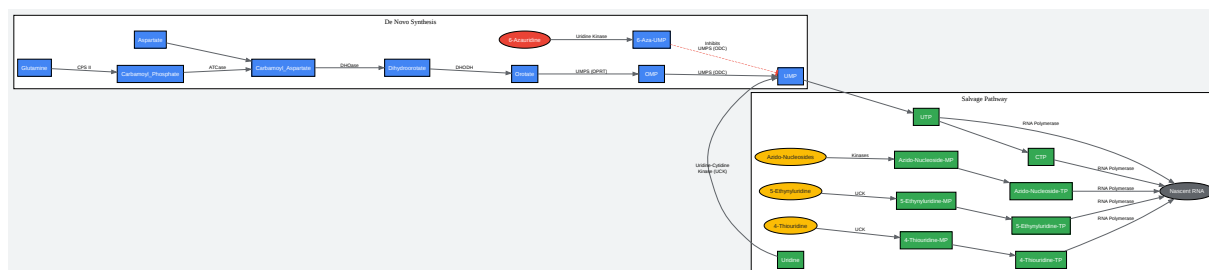 De Novo Synthesis
Aspartate
6-Azauridine
Uridine Kinase
6-Aza-UMP
Inhibits
UMPS (ODC)
Glutamine
CPS II
Carbamoyl_Phosphate
ATCase
Carbamoyl_Aspartate
DHOase
Dihydroorotate
DHODH
Orotate
UMPS (OPRT)
OMP
UMPS (ODC)
UMP
Salvage Pathway
UTP
RNA Polymerase
Uridine-Cytidine
Kinase (UCK)
Azido-Nucleosides
Kinases
Azido-Nucleoside-MP
CTP
RNA Polymerase
5-Ethynyluridine
UCK
5-Ethynyluridine-MP
Azido-Nucleoside-TP
RNA Polymerase
Nascent RNA
RNA Polymerase
4-Thiouridine
UCK
4-Thiouridine-MP
5-Ethynyluridine-TP
RNA Polymerase
Uridine
4-Thiouridine-TP